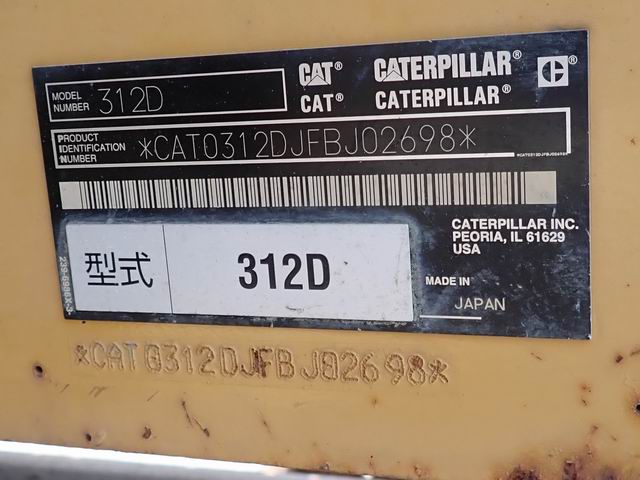 MODEL NUMBER 312D
CAT® CATERPILLAR® C
CAT® CATERPILLAR®
PRODUCT IDENTIFICATION NUMBER *CAT0312DJFBJ02698*
*CAT0312DJFBJ02698*
CATERPILLAR INC.
PEORIA, IL 61629
USA
型式 312D
MADE IN
JAPAN
*CAT0312DJFBJ02698*